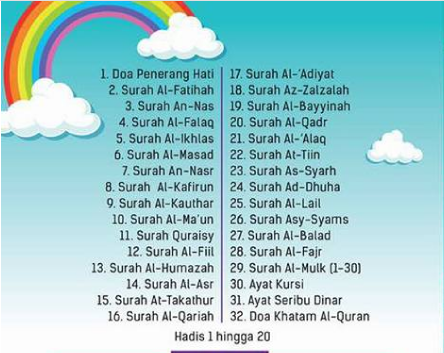 1. Doa Penerang Hati
2. Surah Al-Fatihah
3. Surah An-Nas
4. Surah Al-Falaq
5. Surah Al-Ikhlas
6. Surah Al-Masad
7. Surah An-Nasr
8. Surah Al-Kafirun
9. Surah Al-Kauthar
10. Surah Al-Ma'un
11. Surah Quraisy
12. Surah Al-Fiil
13. Surah Al-Humazah
14. Surah Al-Asr
15. Surah At-Takathur
16. Surah Al-Qariah
17. Surah Al-'Adiyat
18. Surah Az-Zalzalah
19. Surah Al-Bayyinah
20. Surah Al-Qadr
21. Surah Al-'Alaq
22. Surah At-Tiin
23. Surah As-Syarh
24. Surah Ad-Dhuha
25. Surah Al-Lail
26. Surah Asy-Syams
27. Surah Al-Balad
28. Surah Al-Fajr
29. Surah Al-Mulk (1-30)
30. Ayat Kursi
31. Ayat Seribu Dinar
32. Doa Khatam Al-Quran
Hadis 1 hingga 20